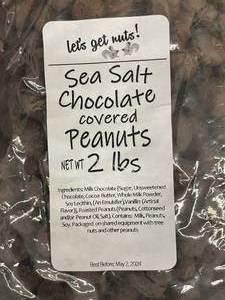 let's get nuts!
Sea Salt
Chocolate
covered
Peanuts
NET WT 2 lbs
Ingredients: Milk Chocolate (Sugar, Unsweetened
Chocolate, Cocoa Butter, Whole Milk Powder,
Soy Lecithin, (An Emulsifier), Vanillin (Artificial
Flavor)), Roasted Peanuts (Peanuts, Cottonseed
and/or Peanut Oil, Salt). Contains: Milk, Peanuts,
Soy. Packaged on shared equipment with tree
nuts and other peanuts
Best Before: May 2, 2024